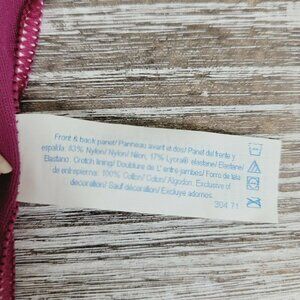 Front & back panel/ Panneau avant et dos/ Panel del frente y
espalda: 83% Nylon/ Nylon/ Nilon, 17% Lycra® elastane/ Elastane/
Elastano. Crotch lining/ Doublure de L' entre-jambes/ Forro de tela
de entrepierna: 100% Cotton/ Coton/ Algodon. Exclusive of
decoration/ Sauf décoration/ Excluye adornos.
304 71